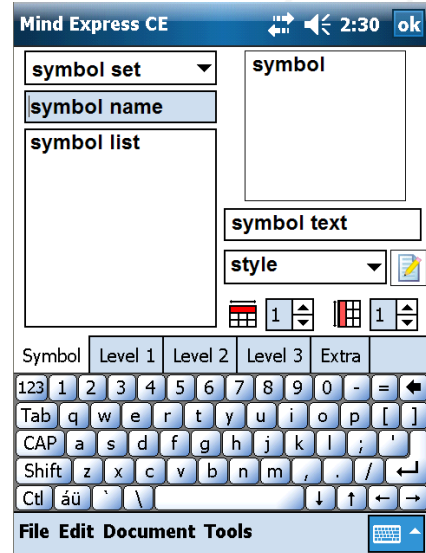 Mind Express CE 2:30 ok
symbol set
symbol name
symbol list
symbol
symbol text
style
1 1
Symbol Level 1 Level 2 Level 3 Extra
123 1 2 3 4 5 6 7 8 9 0 - =
Tab q w e r t y u i o p [ ]
CAP a s d f g h j k l ; '
Shift z x c v b n m , . /
Ctl áü ` \
File Edit Document Tools